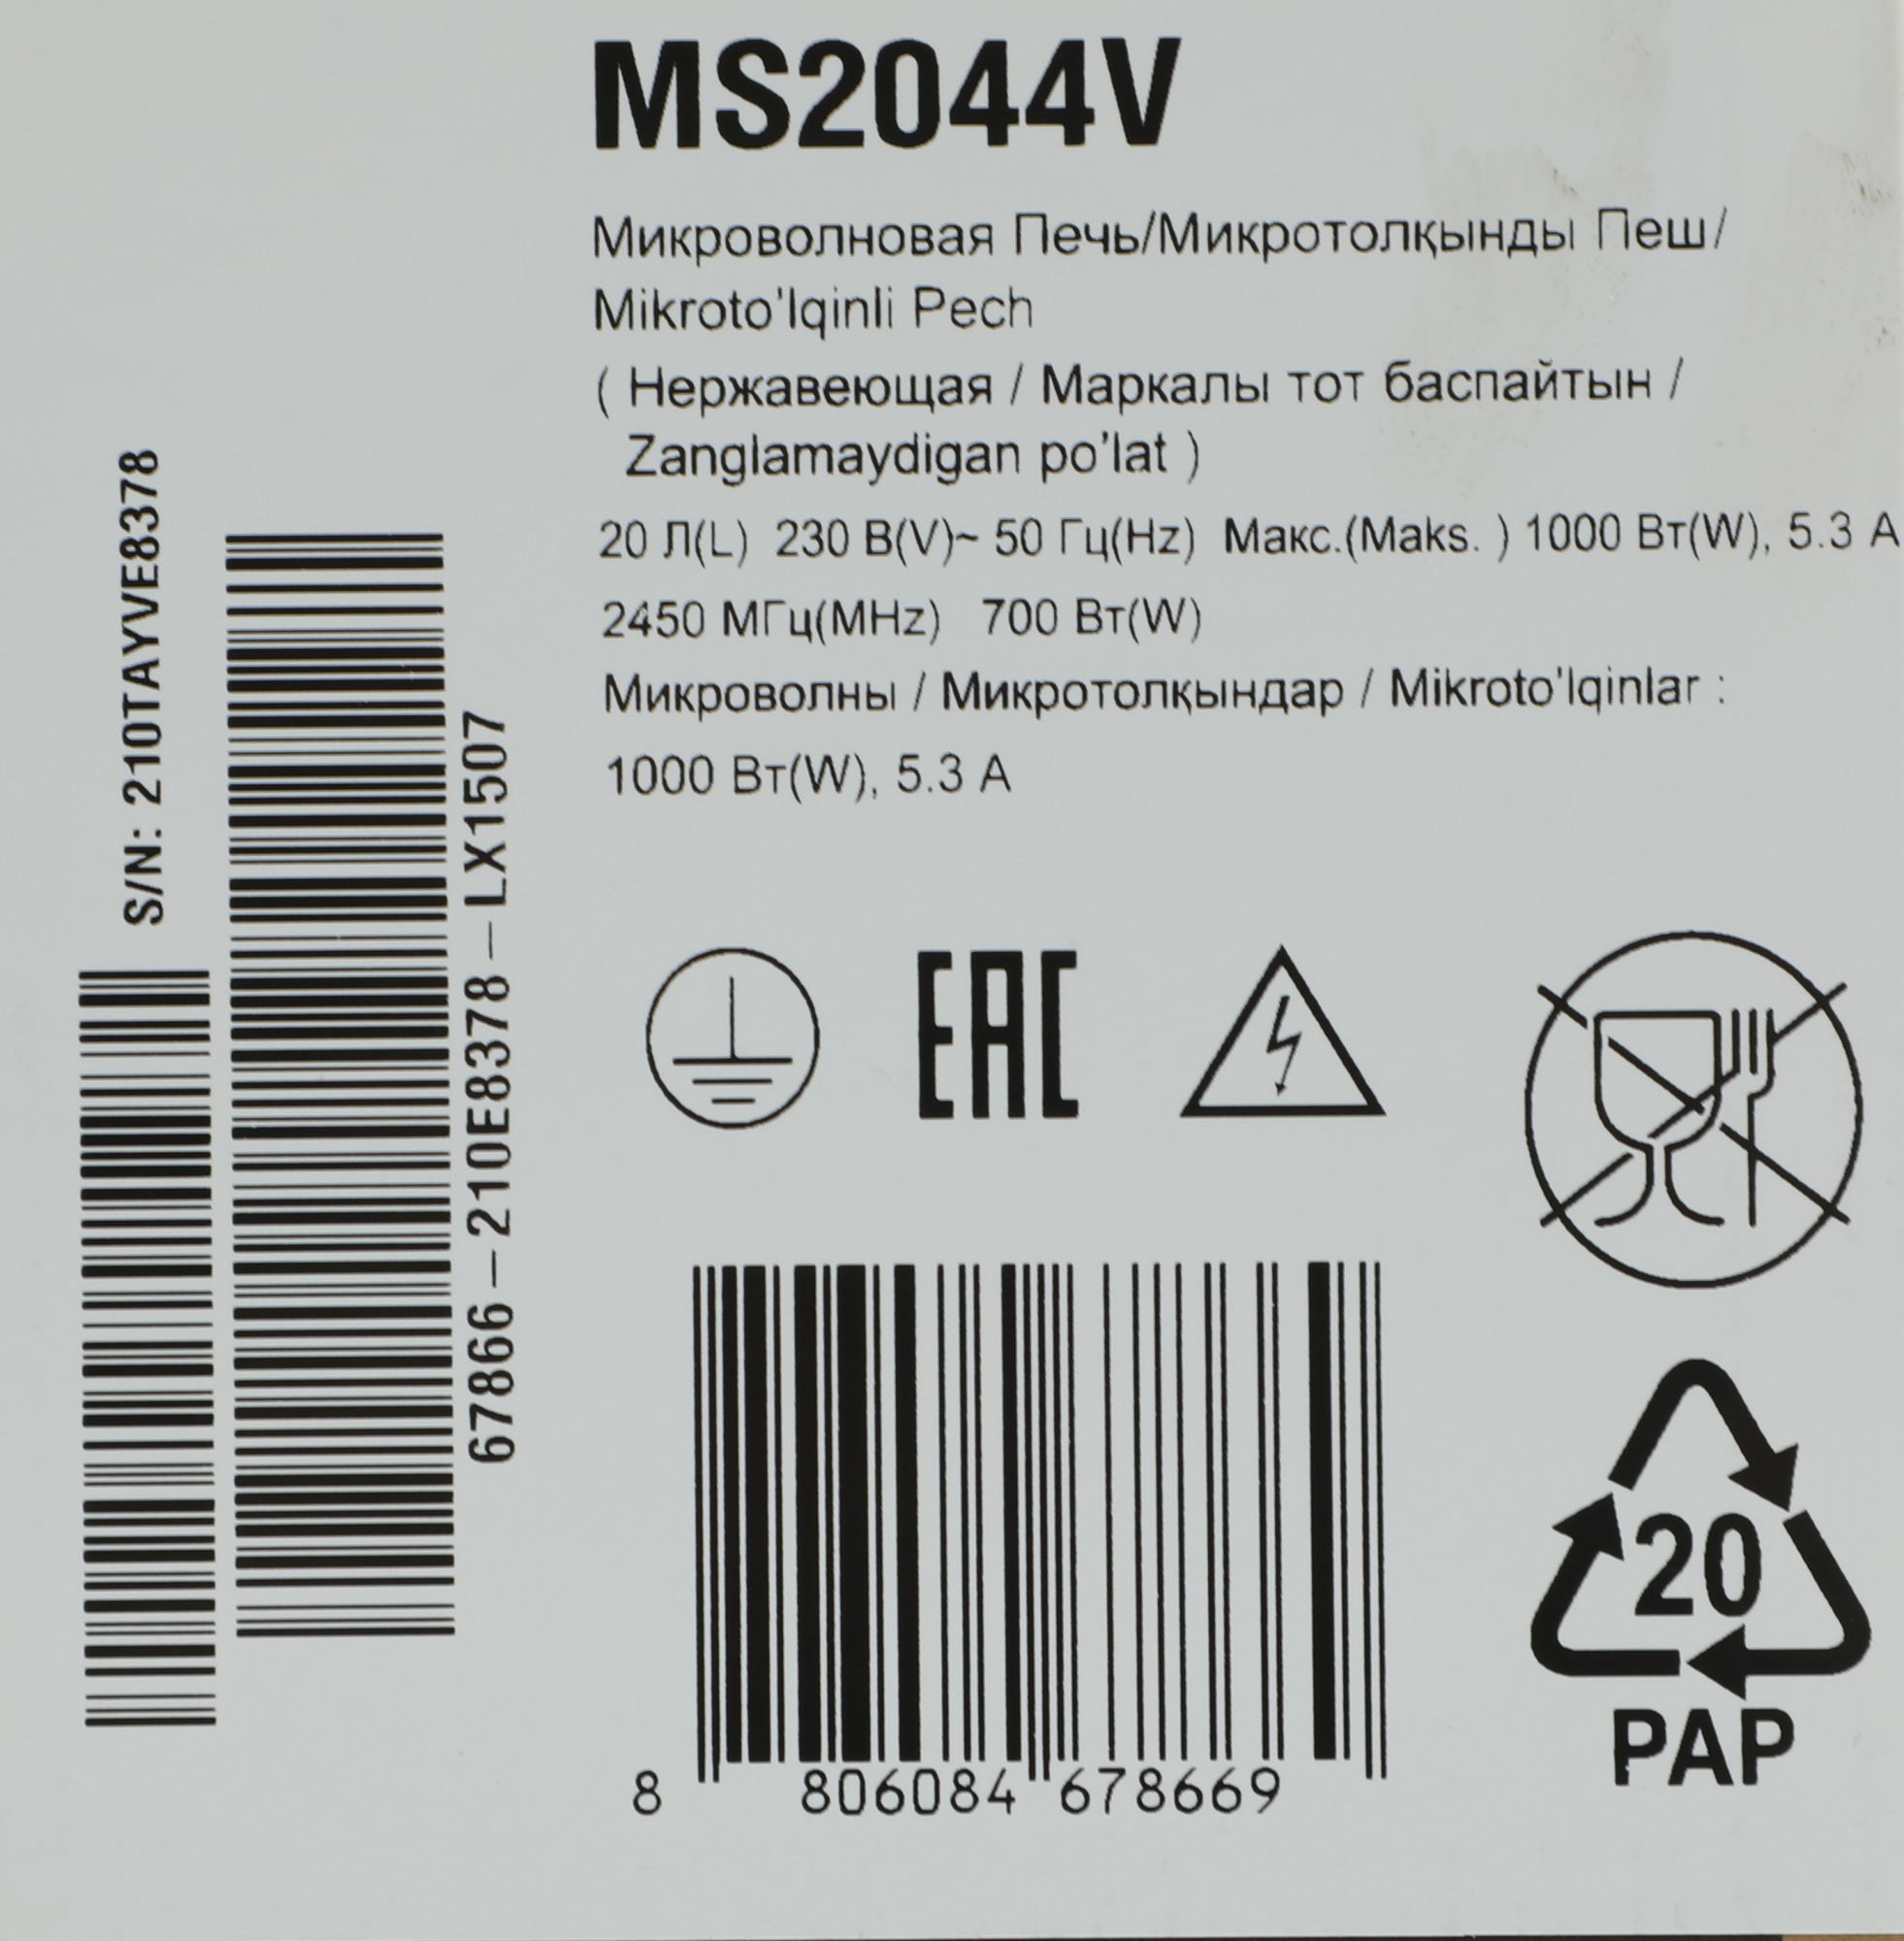 MS2044V
Микроволновая Печь/Микротолқынды Пеш/
Mikroto'lqinli Pech
( Нержавеющая / Маркалы тот баспайтын /
Zanglamaydigan po'lat )
20 Л(L) 230 В(V)~ 50 Гц(Hz) Макс.(Maks. ) 1000 Вт(W), 5.3 A
2450 МГц(MHz) 700 Вт(W)
Микроволны / Микротолқындар / Mikroto'lqinlar :
1000 Вт(W), 5.3 A
S/N: 210TAYVE8378
67866-210E8378-LX1507
EAC
8 806084 678669
20
PAP